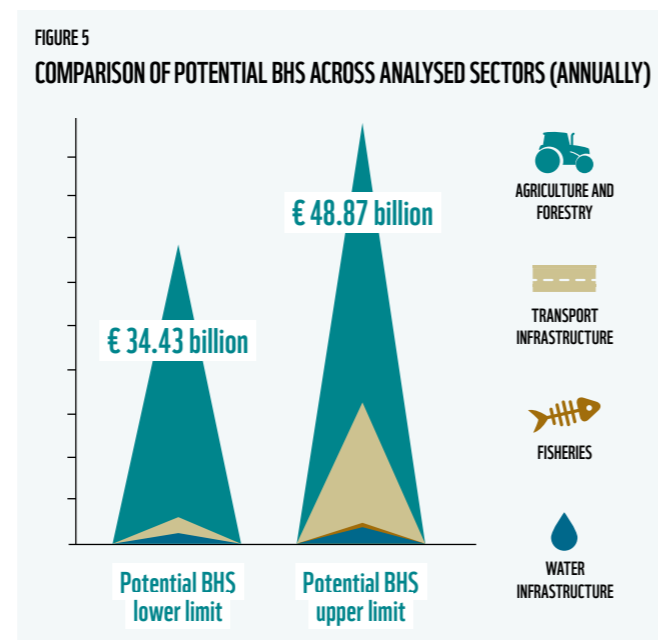 FIGURE 5
COMPARISON OF POTENTIAL BHS ACROSS ANALYSED SECTORS (ANNUALLY)
€ 34.43 billion
€ 48.87 billion
Potential BHS
lower limit
Potential BHS
upper limit
AGRICULTURE AND
FORESTRY
TRANSPORT
INFRASTRUCTURE
FISHERIES
WATER
INFRASTRUCTURE